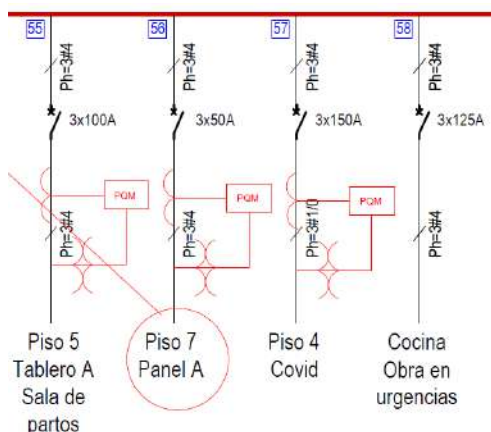 55
56
57
58
Ph=3#4
Ph=3#4
Ph=3#4
Ph=3#4
3x100A
3x50A
3x150A
3x125A
PQM
PQM
PQM
Ph=3#4
Ph=3#4
Ph=3#1/0
Ph=3#4
Piso 5
Tablero A
Sala de
partos
Piso 7
Panel A
Piso 4
Covid
Cocina
Obra en
urgencias